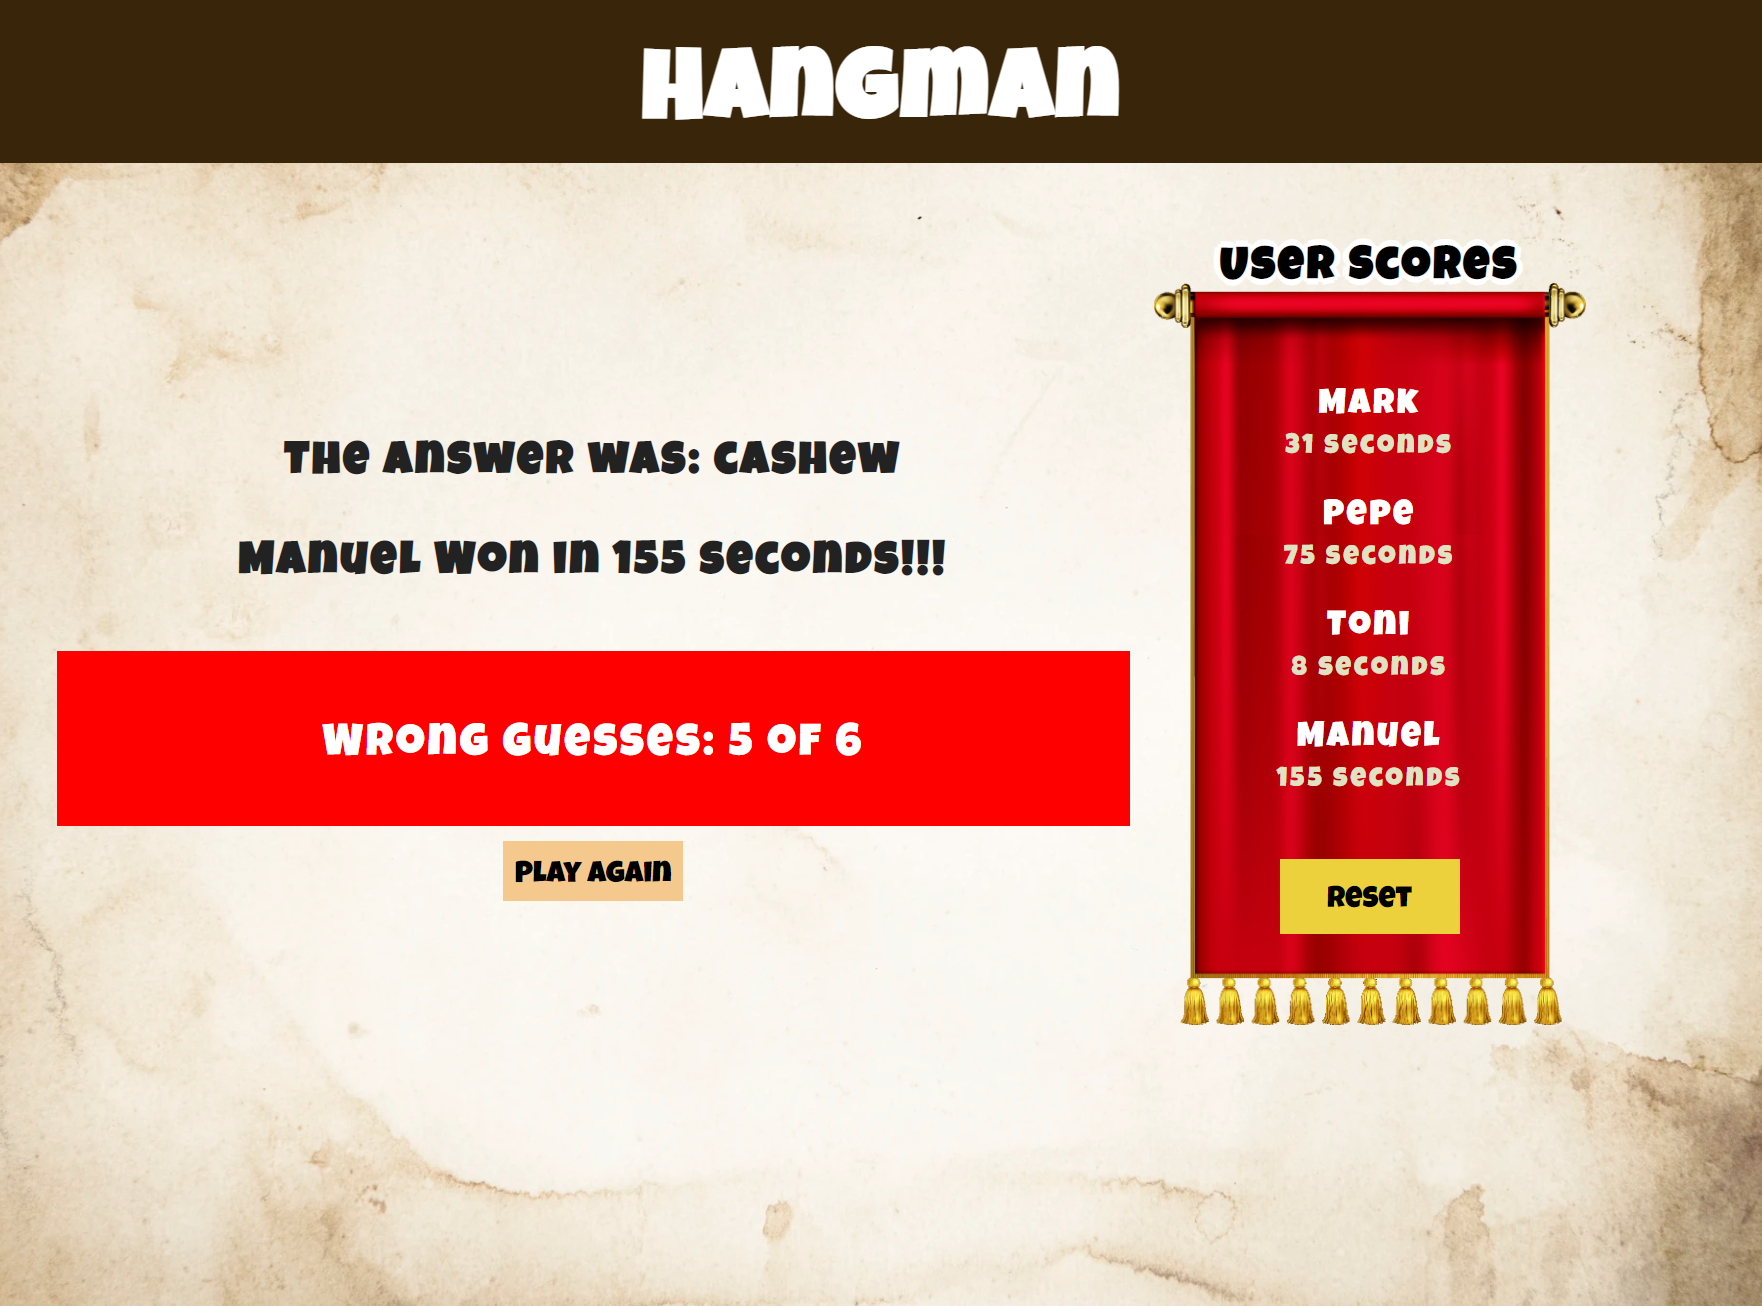 Hangman
The answer was: cashew
Manuel won in 155 seconds!!!
Wrong Guesses: 5 of 6
Play Again
User Scores
Mark
31 seconds
Pepe
75 seconds
Toni
8 seconds
Manuel
155 seconds
Reset